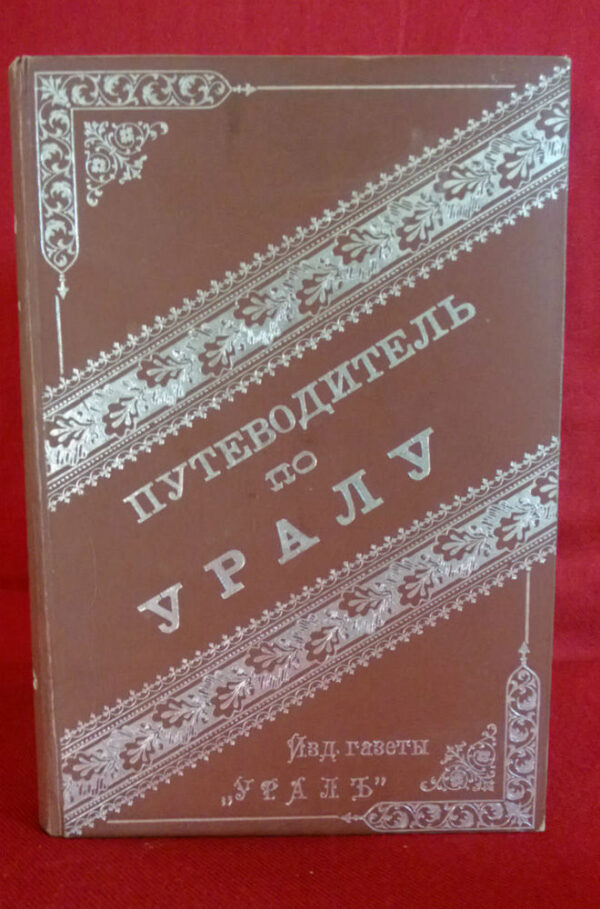 ПУТЕВОДИТЕЛЬ
ПО
УРАЛУ
Изд. газеты
„УРАЛЪ"